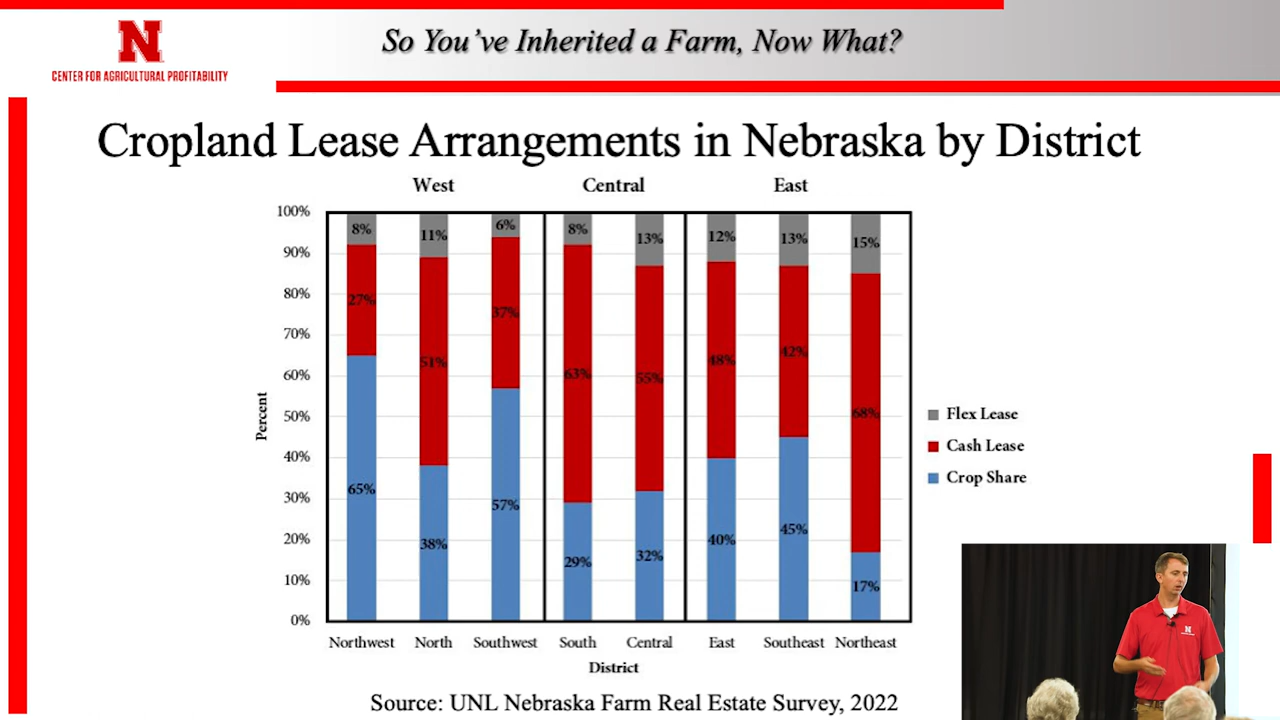 So You've Inherited a Farm, Now What?
N
CENTER FOR AGRICULTURAL PROFITABILITY
Cropland Lease Arrangements in Nebraska by District
West Central East
100%
90%
80%
70%
60%
50%
40%
30%
20%
10%
0%
Percent
8% 11% 6% 8% 13% 12% 13% 15%
27% 51% 37% 63% 55% 48% 42% 68%
65% 38% 57% 29% 32% 40% 45% 17%
Flex Lease
Cash Lease
Crop Share
Northwest North Southwest South Central East Southeast Northeast
District
Source: UNL Nebraska Farm Real Estate Survey, 2022
N